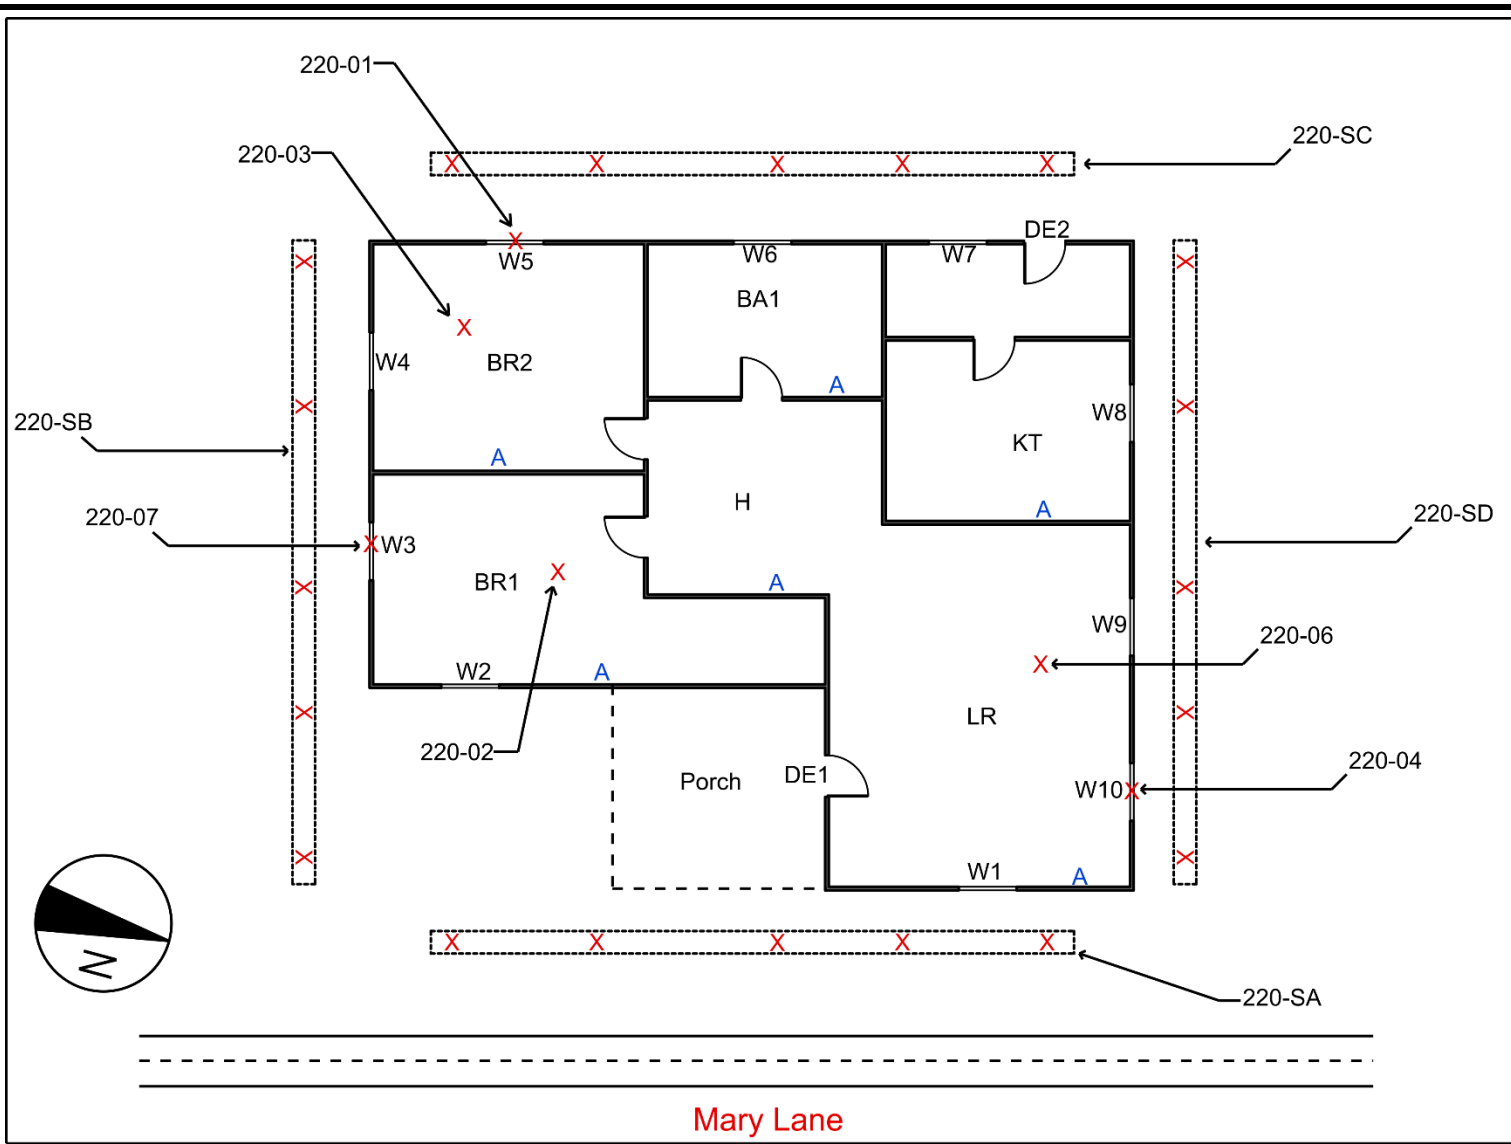 220-01
220-03
220-SC
X X X X X
DE2
X
W5
W6
W7
X
X
BA1
X
BR2
W4
A
X
X
W8
220-SB
KT
A
H
A
220-07
220-SD
X
W3
X
BR1
A
X
X
W9
220-06
X
W2
A
LR
X
X
220-02
Porch
DE1
W10
X
220-04
X
X
W1
A
N
X X X X X
220-SA
Mary Lane